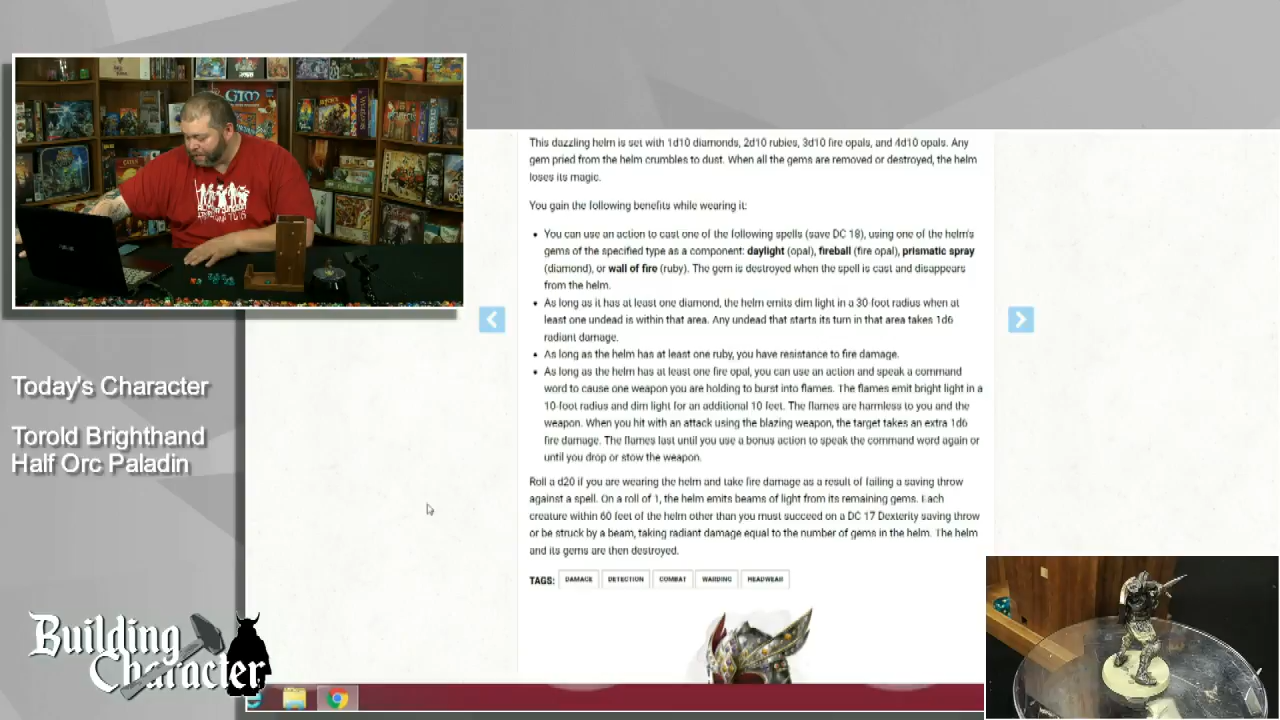 This dazzling helm is set with 1d10 diamonds, 2d10 rubies, 3d10 fire opals, and 4d10 opals. Any
gem pried from the helm crumbles to dust. When all the gems are removed or destroyed, the helm
loses its magic.
You gain the following benefits while wearing it:
• You can use an action to cast one of the following spells (save DC 18), using one of the helm's
gems of the specified type as a component: daylight (opal), fireball (fire opal), prismatic spray
(diamond), or wall of fire (ruby). The gem is destroyed when the spell is cast and disappears
from the helm.
• As long as it has at least one diamond, the helm emits dim light in a 30-foot radius when at
least one undead is within that area. Any undead that starts its turn in that area takes 1d6
radiant damage.
• As long as the helm has at least one ruby, you have resistance to fire damage.
• As long as the helm has at least one fire opal, you can use an action and speak a command
word to cause one weapon you are holding to burst into flames. The flames emit bright light in a
10-foot radius and dim light for an additional 10 feet. The flames are harmless to you and the
weapon. When you hit with an attack using the blazing weapon, the target takes an extra 1d6
fire damage. The flames last until you use a bonus action to speak the command word again or
until you drop or stow the weapon.
Roll a d20 if you are wearing the helm and take fire damage as a result of failing a saving throw
against a spell. On a roll of 1, the helm emits beams of light from its remaining gems. Each
creature within 60 feet of the helm other than you must succeed on a DC 17 Dexterity saving throw
or be struck by a beam, taking radiant damage equal to the number of gems in the helm. The helm
and its gems are then destroyed.
TAGS: DAMAGE DETECTION COMBAT WARDING HEADWEAR
Today's Character
Torold Brighthand
Half Orc Paladin
Building
Character